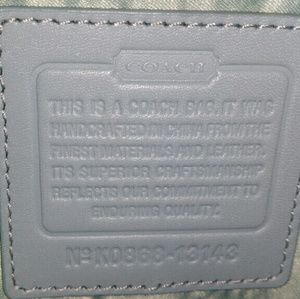 COACH
THIS IS A COACH BAG. IT WAS
HANDCRAFTED IN CHINA FROM THE
FINEST MATERIALS AND LEATHER.
ITS SUPERIOR CRAFTSMANSHIP
REFLECTS OUR COMMITMENT TO
ENDURING QUALITY.
Nº K0868-13143